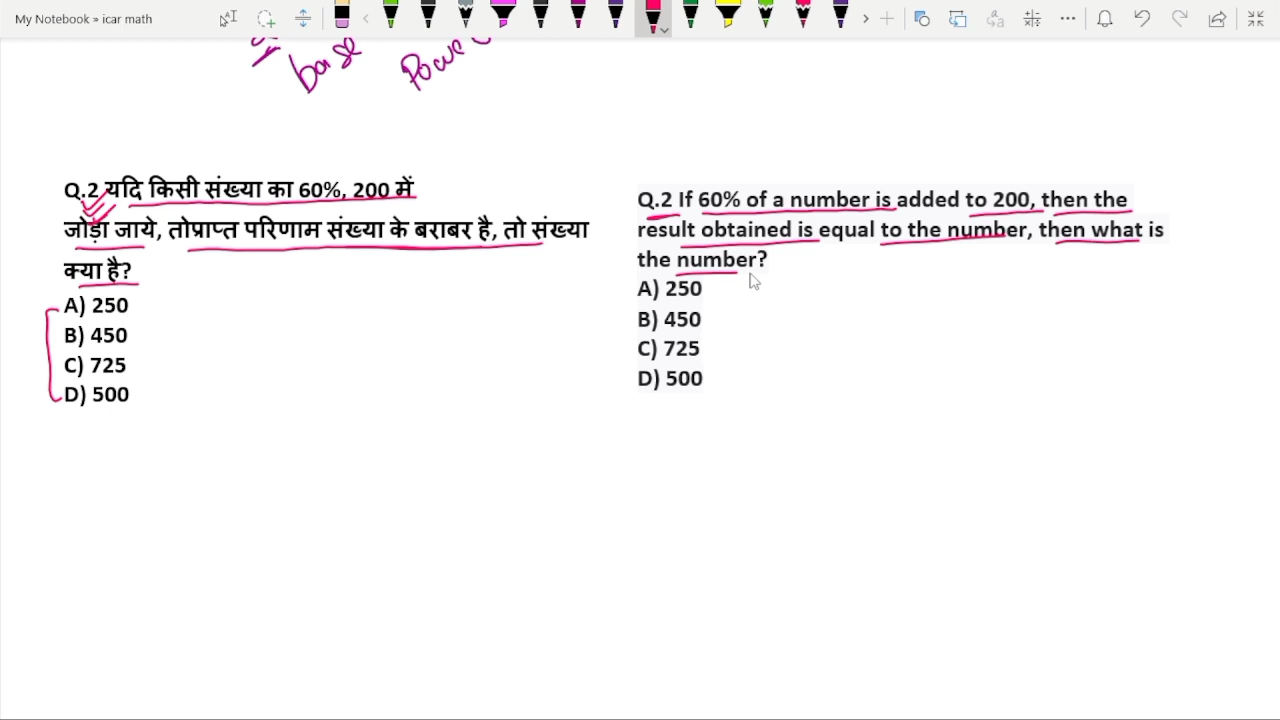 My Notebook » icar math
base
Power
Q.2 यदि किसी संख्या का 60%, 200 में
जोड़ा जाये, तोप्राप्त परिणाम संख्या के बराबर है, तो संख्या
क्या है?
A) 250
B) 450
C) 725
D) 500
Q.2 If 60% of a number is added to 200, then the
result obtained is equal to the number, then what is
the number?
A) 250
B) 450
C) 725
D) 500